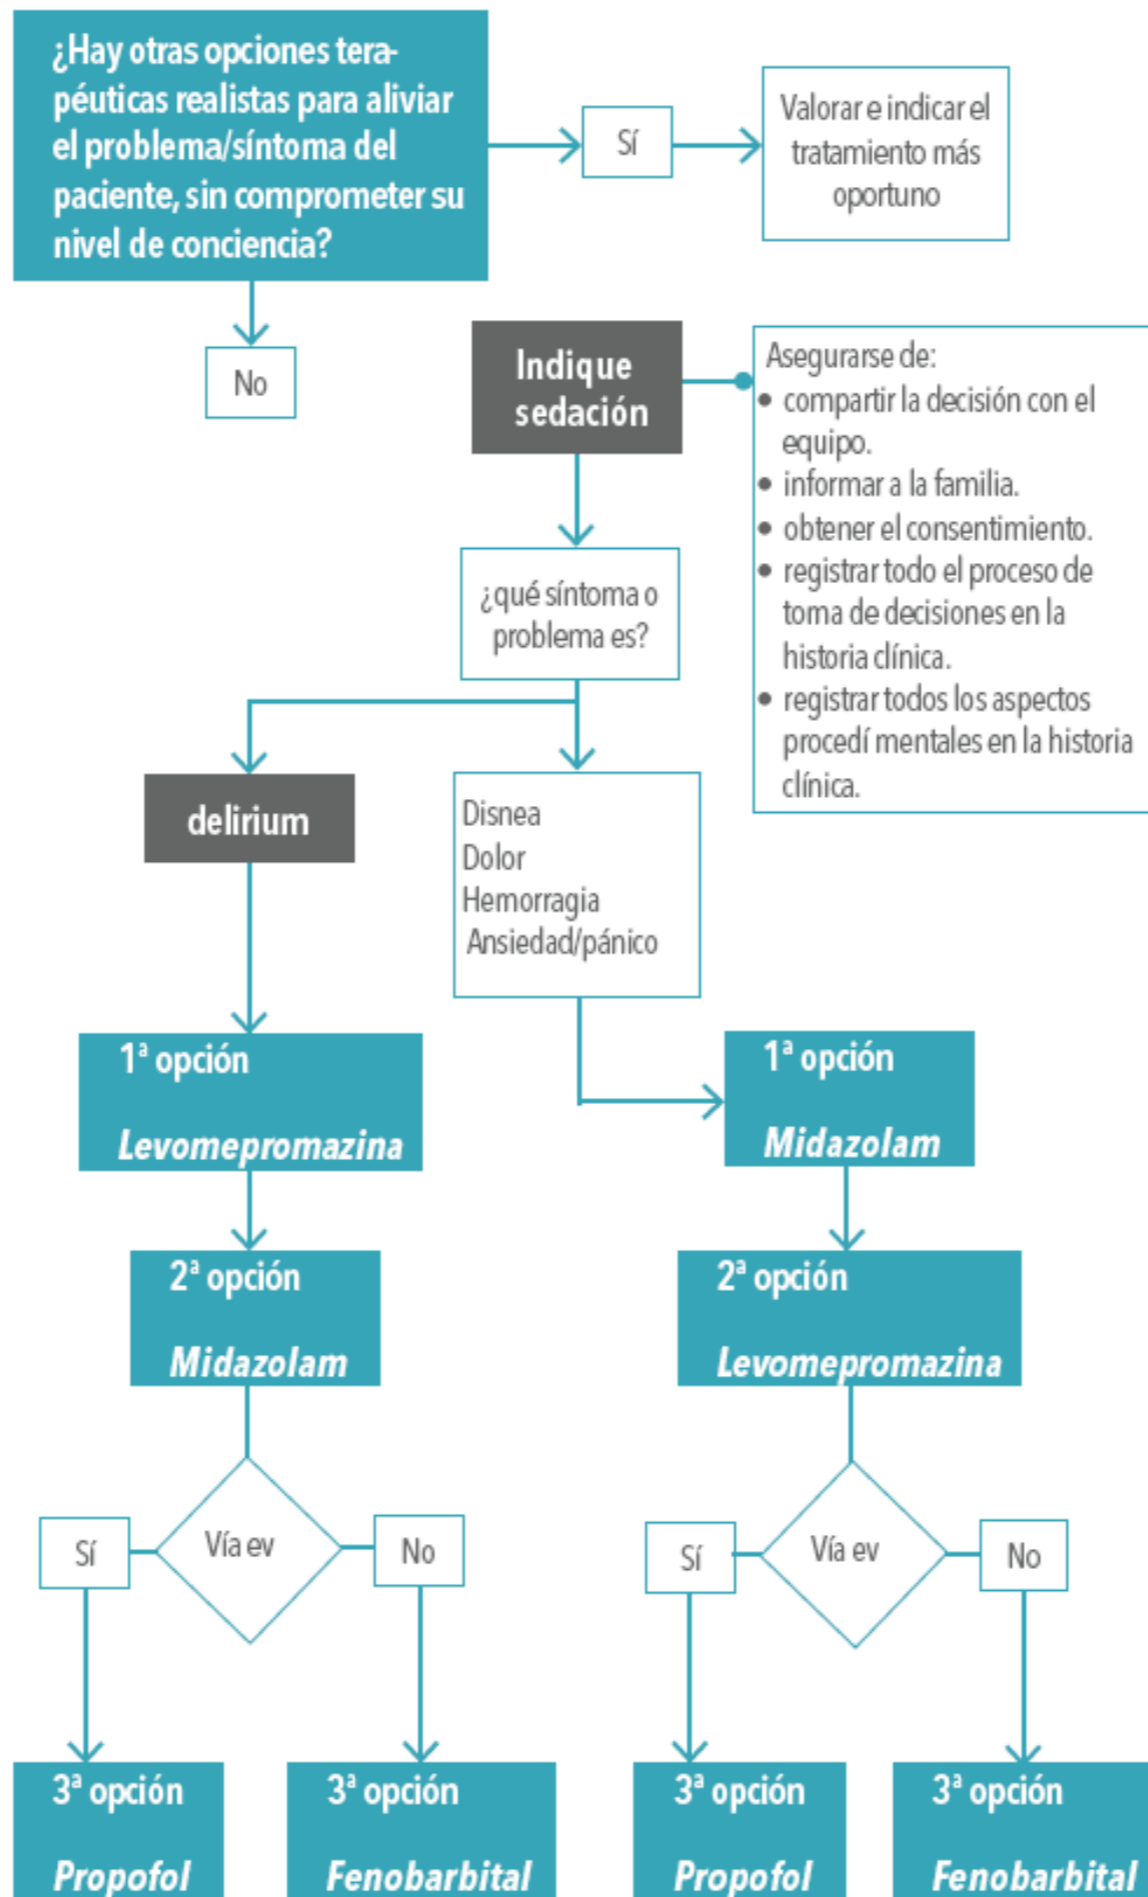 ¿Hay otras opciones tera-
péuticas realistas para aliviar
el problema/síntoma del
paciente, sin comprometer su
nivel de conciencia?
Sí
Valorar e indicar el
tratamiento más
oportuno
No
Indique
sedación
Asegurarse de:
• compartir la decisión con el
equipo.
• informar a la familia.
• obtener el consentimiento.
• registrar todo el proceso de
toma de decisiones en la
historia clínica.
• registrar todos los aspectos
procedí mentales en la historia
clínica.
¿qué síntoma o
problema es?
delirium
Disnea
Dolor
Hemorragia
Ansiedad/pánico
1ª opción
Levomepromazina
1ª opción
Midazolam
2ª opción
Midazolam
2ª opción
Levomepromazina
Sí
Vía ev
No
Sí
Vía ev
No
3ª opción
Propofol
3ª opción
Fenobarbital
3ª opción
Propofol
3ª opción
Fenobarbital